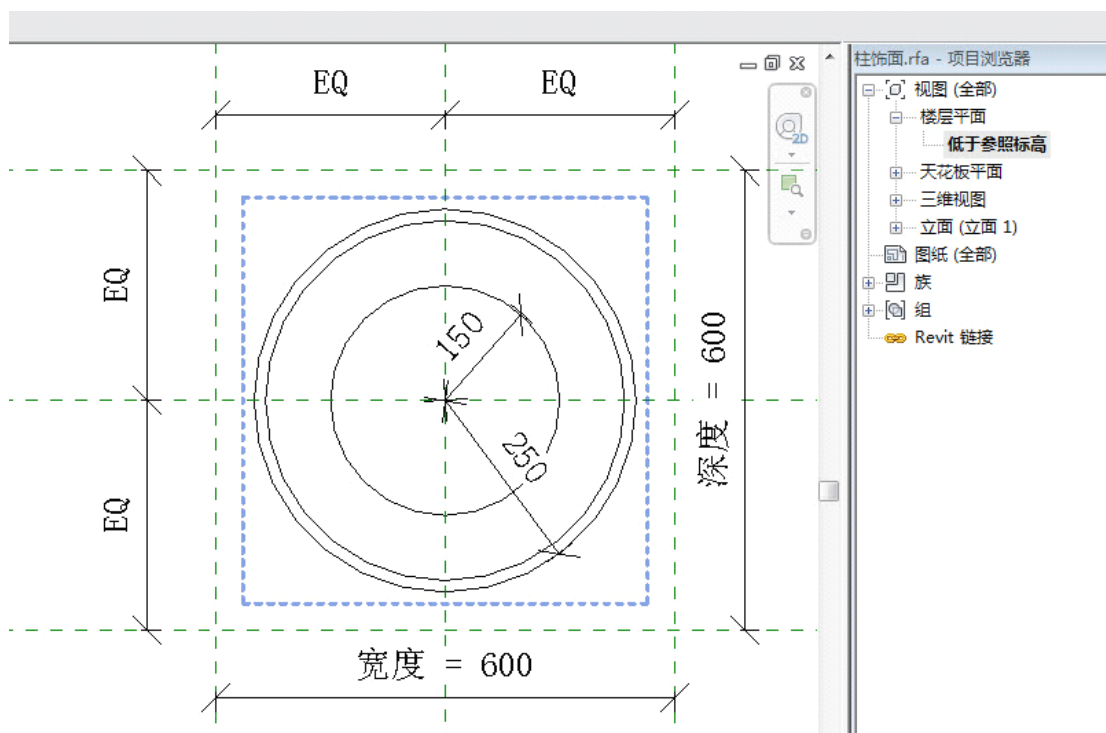 EQ
EQ
EQ
EQ
150
250
深度 = 600
宽度 = 600
2D
柱饰面.rfa - 项目浏览器
视图 (全部)
楼层平面
低于参照标高
天花板平面
三维视图
立面 (立面 1)
图纸 (全部)
族
组
Revit 链接